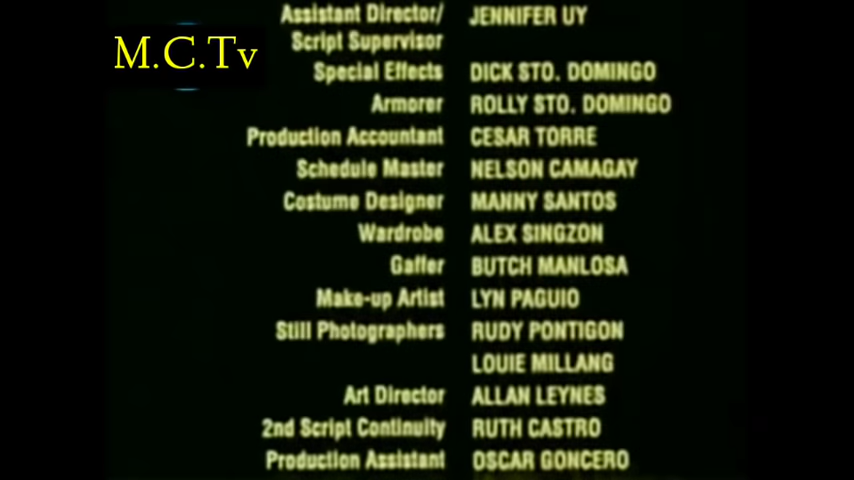 M.C.Tv
Assistant Director/ JENNIFER UY
Script Supervisor
Special Effects DICK STO. DOMINGO
Armorer ROLLY STO. DOMINGO
Production Accountant CESAR TORRE
Schedule Master NELSON CAMAGAY
Costume Designer MANNY SANTOS
Wardrobe ALEX SINGZON
Gaffer BUTCH MANLOSA
Make-up Artist LYN PAGUIO
Still Photographers RUDY PONTIGON
LOUIE MILLANG
Art Director ALLAN LEYNES
2nd Script Continuity RUTH CASTRO
Production Assistant OSCAR GONCERO